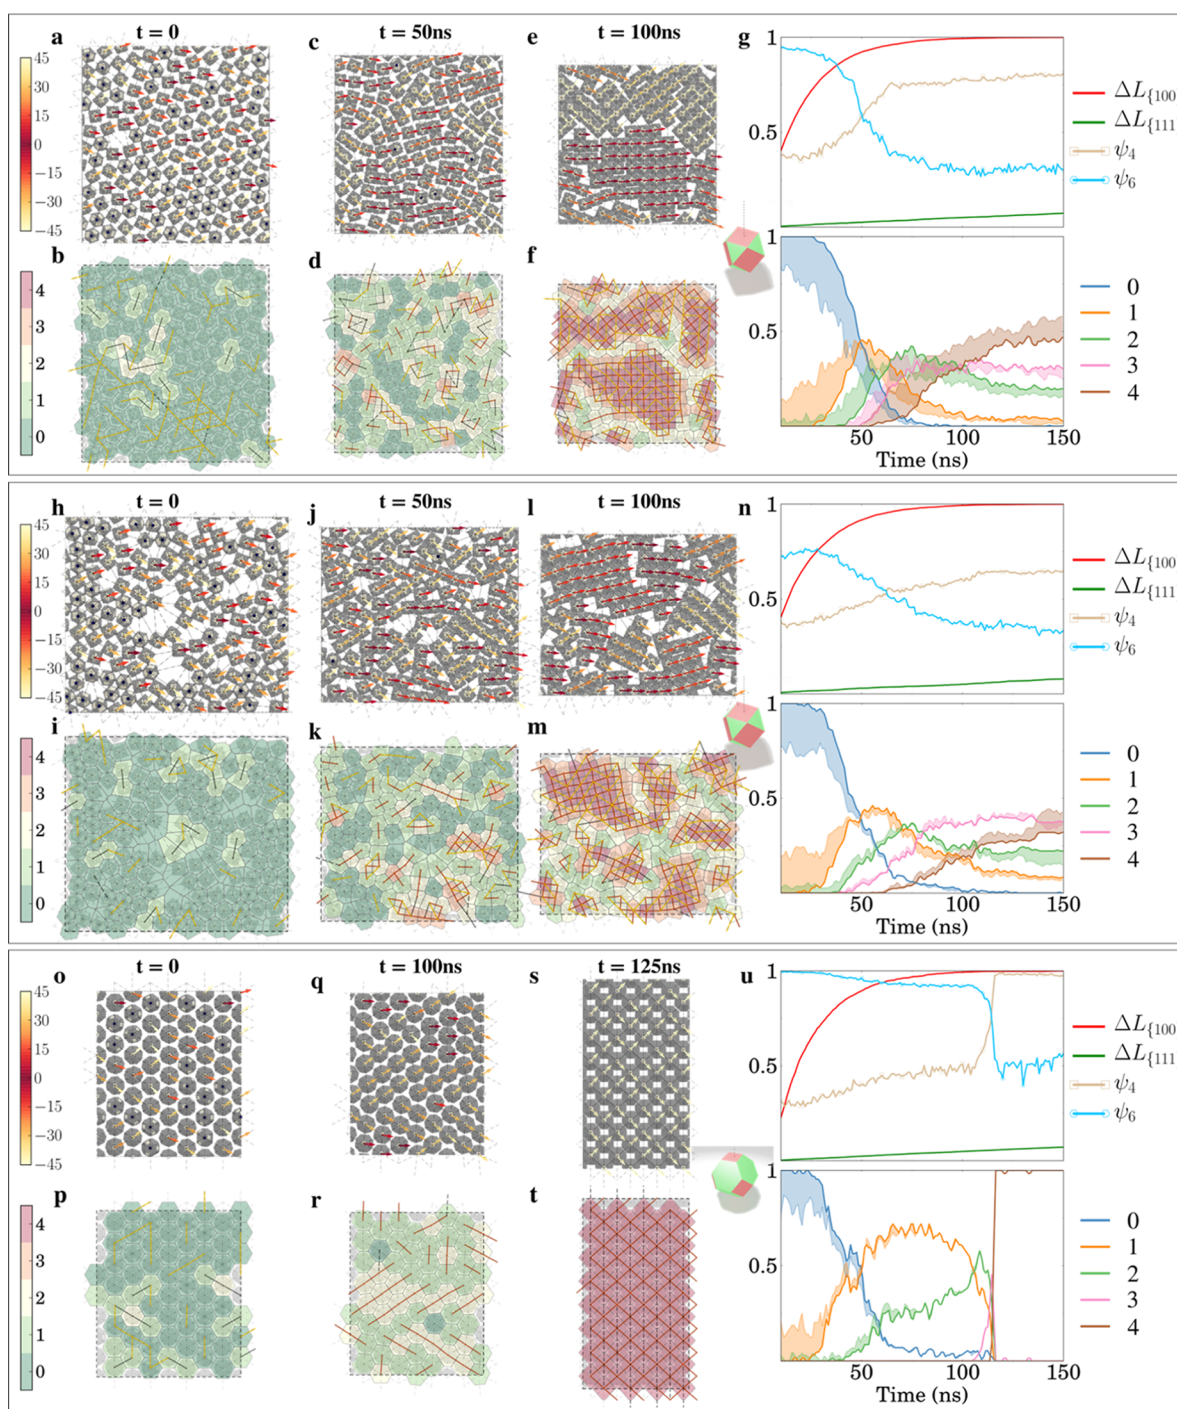 a t = 0 c t = 50ns e t = 100ns g
45
30
15
0
−15
−30
−45
1
0.5
ΔL{100
ΔL{111}
ψ4
ψ6
b d f
4
3
2
1
0
1
0.5
0
1
2
3
4
50 100 150
Time (ns)
h t = 0 j t = 50ns l t = 100ns n
45
30
15
0
−15
−30
−45
1
0.5
ΔL{100
ΔL{111
ψ4
ψ6
i k m
4
3
2
1
0
1
0.5
0
1
2
3
4
50 100 150
Time (ns)
o t = 0 q t = 100ns s t = 125ns u
45
30
15
0
−15
−30
−45
1
0.5
ΔL{100
ΔL{111
ψ4
ψ6
p r t
4
3
2
1
0
1
0.5
0
1
2
3
4
50 100 150
Time (ns)